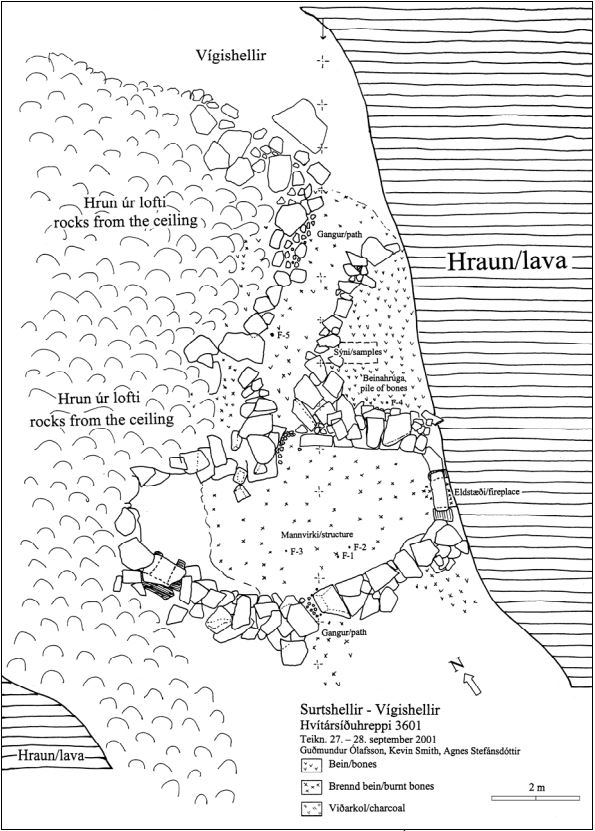 Vígishellir
Hrun úr lofti
rocks from the ceiling
Gangur/path
Hraun/lava
F-5
Sýni/samples
Beinahrúga,
pile of bones
F-4
Hrun úr lofti
rocks from the ceiling
Eldstæði/fireplace
Mannvirki/structure
F-2
F-3
F-1
Gangur/path
N
Surtshellir - Vígishellir
Hvítársíðuhreppi 3601
Teikn. 27. – 28. september 2001
Guðmundur Ólafsson, Kevin Smith, Agnes Stefánsdóttir
Bein/bones
Brennd bein/burnt bones
Viðarkol/charcoal
2 m
Hraun/lava